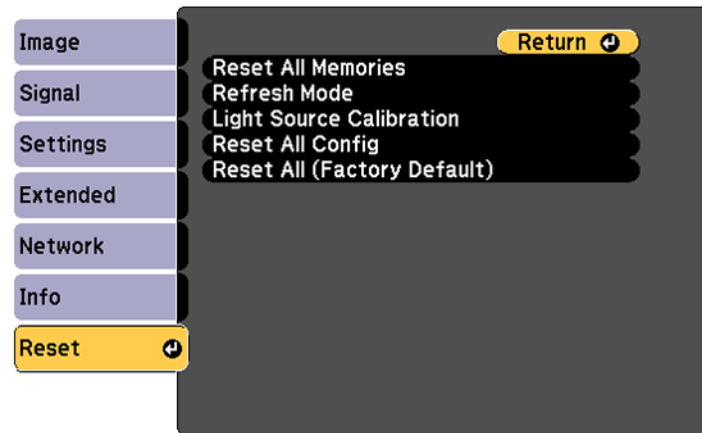 Image
Signal
Settings
Extended
Network
Info
Reset
Return
Reset All Memories
Refresh Mode
Light Source Calibration
Reset All Config
Reset All (Factory Default)